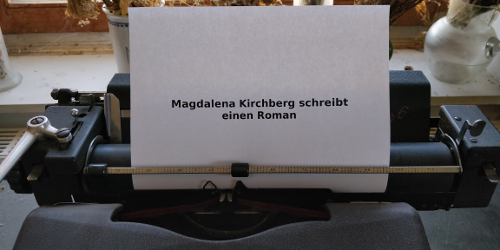 Magdalena Kirchberg schreibt
einen Roman